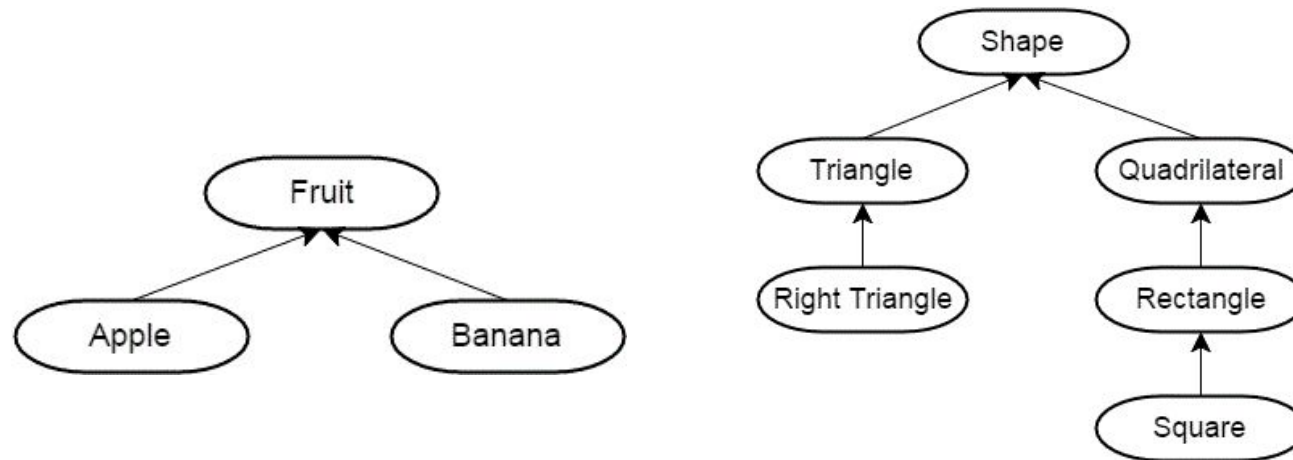 Fruit
Apple
Banana
Shape
Triangle
Quadrilateral
Right Triangle
Rectangle
Square